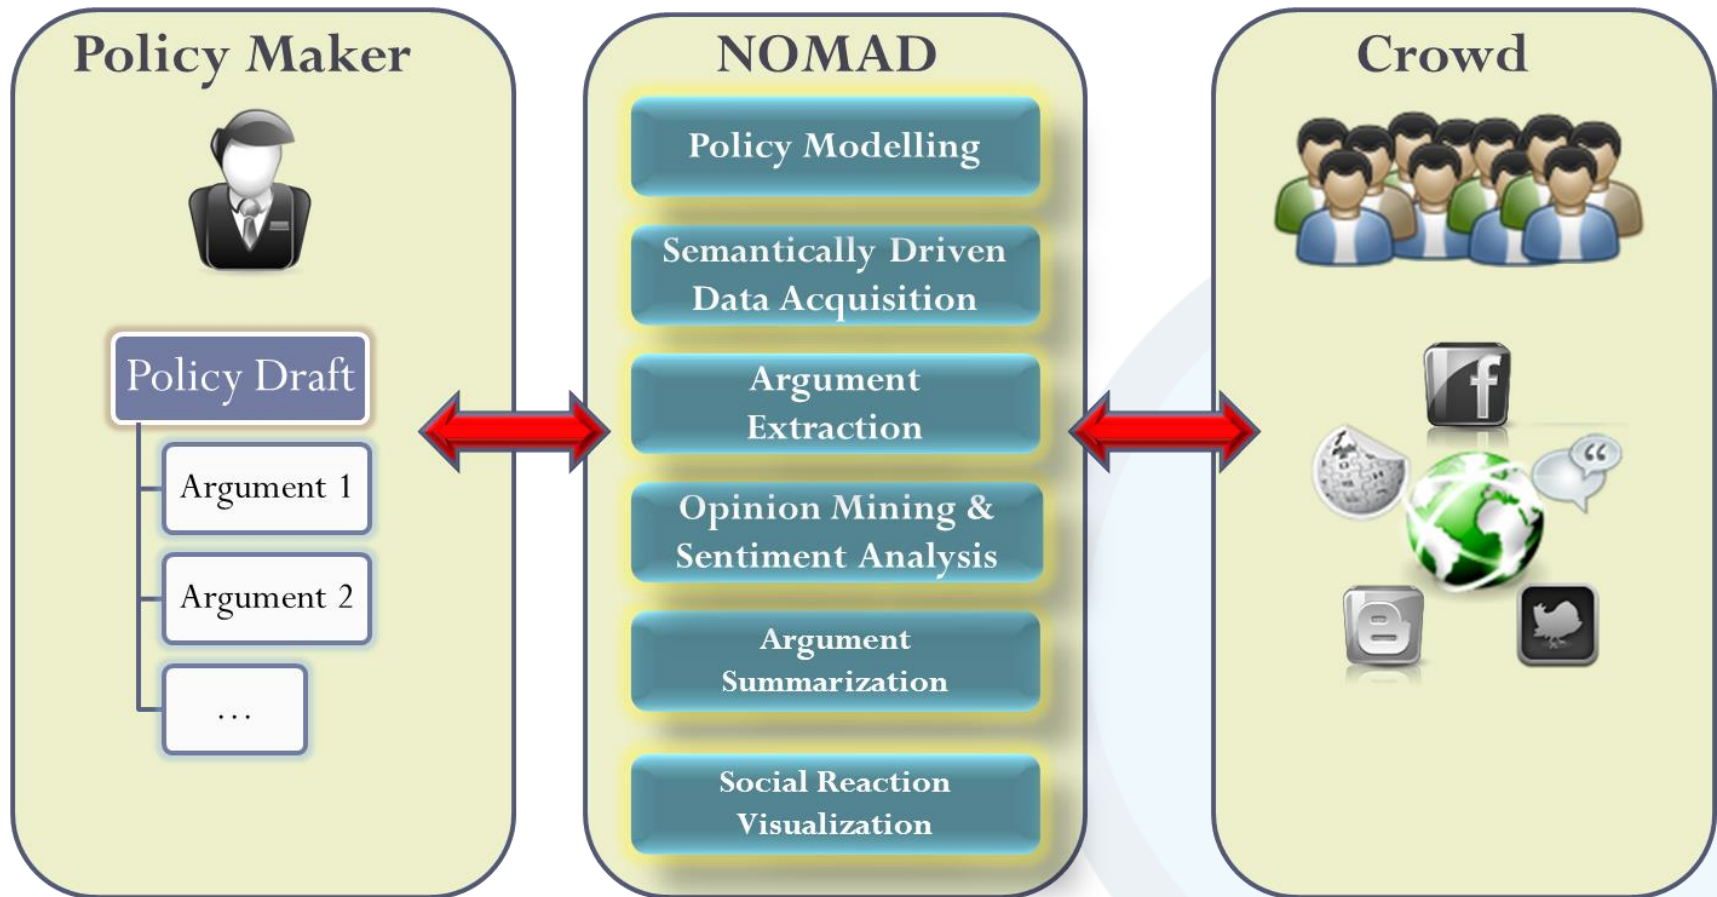 Policy Maker
Policy Draft
Argument 1
Argument 2
...
NOMAD
Policy Modelling
Semantically Driven
Data Acquisition
Argument
Extraction
Opinion Mining &
Sentiment Analysis
Argument
Summarization
Social Reaction
Visualization
Crowd
f